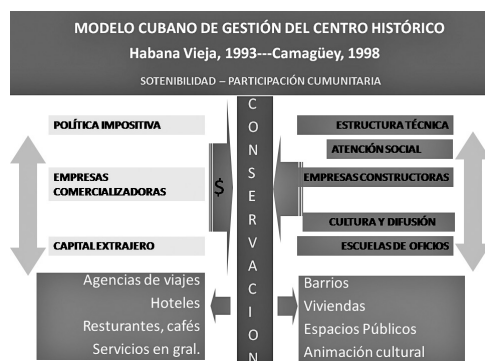 MODELO CUBANO DE GESTIÓN DEL CENTRO HISTÓRICO
Habana Vieja, 1993---Camagüey, 1998
SOTENIBILIDAD – PARTICIPACIÓN CUMUNITARIA
POLÍTICA IMPOSITIVA
EMPRESAS
COMERCIALIZADORAS
CAPITAL EXTRAJERO
$
C
O
N
S
E
R
V
A
C
I
O
N
ESTRUCTURA TÉCNICA
ATENCIÓN SOCIAL
EMPRESAS CONSTRUCTORAS
CULTURA Y DIFUSIÓN
ESCUELAS DE OFICIOS
Agencias de viajes
Hoteles
Resturantes, cafés
Servicios en gral.
Barrios
Viviendas
Espacios Públicos
Animación cultural